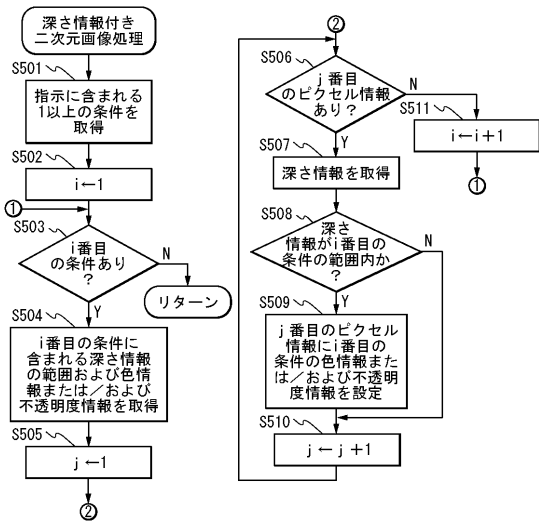 深さ情報付き
二次元画像処理
S501
指示に含まれる
1以上の条件を
取得
S502
i←1
①
S503
i番目
の条件あり
?
N
リターン
Y
S504
i番目の条件に
含まれる深さ情報
の範囲および色情
報または/および
不透明度情報を取得
S505
j←1
②
②
S506
j番目
のピクセル情報
あり?
N
S511
i←i+1
①
Y
S507
深さ情報を取得
S508
深さ
情報がi番目の
条件の範囲内か
?
N
Y
S509
j番目のピクセル
情報にi番目の
条件の色情報また
は/および不透明
度情報を設定
S510
j←j+1